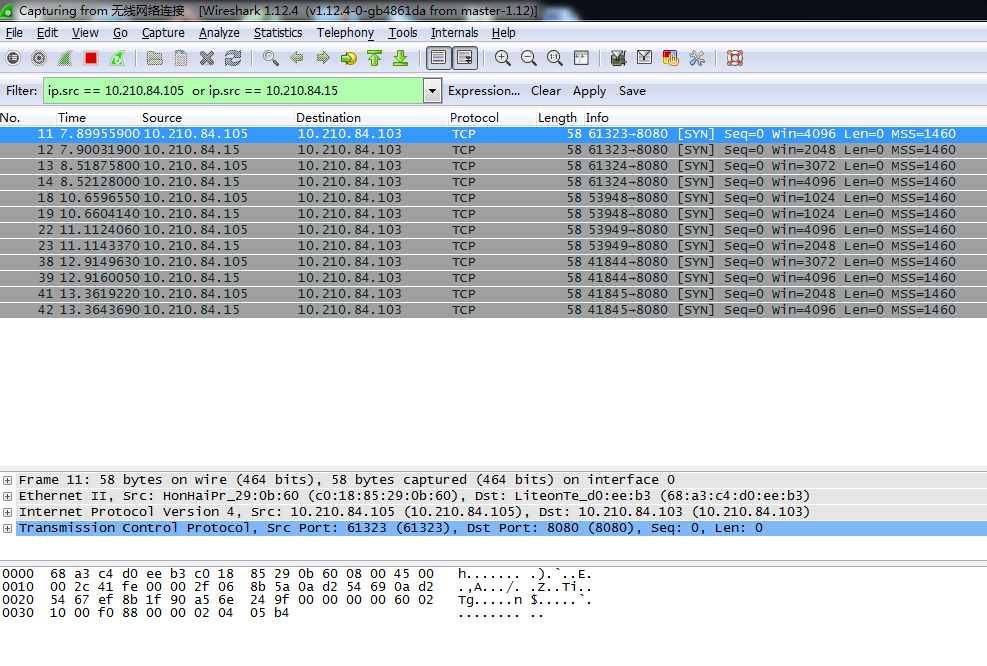 Capturing from 无线网络连接 [Wireshark 1.12.4 (v1.12.4-0-gb4861da from master-1.12)]
File Edit View Go Capture Analyze Statistics Telephony Tools Internals Help
Filter: ip.src == 10.210.84.105 or ip.src == 10.210.84.15 Expression... Clear Apply Save
No. Time Source Destination Protocol Length Info
11 7.89955900 10.210.84.105 10.210.84.103 TCP 58 61323→8080 [SYN] Seq=0 Win=4096 Len=0 MSS=1460
12 7.90031900 10.210.84.15 10.210.84.103 TCP 58 61323→8080 [SYN] Seq=0 Win=2048 Len=0 MSS=1460
13 8.51875800 10.210.84.105 10.210.84.103 TCP 58 61324→8080 [SYN] Seq=0 Win=3072 Len=0 MSS=1460
14 8.52128000 10.210.84.15 10.210.84.103 TCP 58 61324→8080 [SYN] Seq=0 Win=4096 Len=0 MSS=1460
18 10.6596550 10.210.84.105 10.210.84.103 TCP 58 53948→8080 [SYN] Seq=0 Win=1024 Len=0 MSS=1460
19 10.6604140 10.210.84.15 10.210.84.103 TCP 58 53948→8080 [SYN] Seq=0 Win=1024 Len=0 MSS=1460
22 11.1124060 10.210.84.105 10.210.84.103 TCP 58 53949→8080 [SYN] Seq=0 Win=4096 Len=0 MSS=1460
23 11.1143370 10.210.84.15 10.210.84.103 TCP 58 53949→8080 [SYN] Seq=0 Win=2048 Len=0 MSS=1460
38 12.9149630 10.210.84.105 10.210.84.103 TCP 58 41844→8080 [SYN] Seq=0 Win=3072 Len=0 MSS=1460
39 12.9160050 10.210.84.15 10.210.84.103 TCP 58 41844→8080 [SYN] Seq=0 Win=4096 Len=0 MSS=1460
41 13.3619220 10.210.84.105 10.210.84.103 TCP 58 41845→8080 [SYN] Seq=0 Win=2048 Len=0 MSS=1460
42 13.3643690 10.210.84.15 10.210.84.103 TCP 58 41845→8080 [SYN] Seq=0 Win=4096 Len=0 MSS=1460
Frame 11: 58 bytes on wire (464 bits), 58 bytes captured (464 bits) on interface 0
Ethernet II, Src: HonHaiPr_29:0b:60 (c0:18:85:29:0b:60), Dst: LiteonTe_d0:ee:b3 (68:a3:c4:d0:ee:b3)
Internet Protocol Version 4, Src: 10.210.84.105 (10.210.84.105), Dst: 10.210.84.103 (10.210.84.103)
Transmission Control Protocol, Src Port: 61323 (61323), Dst Port: 8080 (8080), Seq: 0, Len: 0
0000 68 a3 c4 d0 ee b3 c0 18 85 29 0b 60 08 00 45 00 h....... .).`..E.
0010 00 2c 41 fe 00 00 2f 06 8b 5a 0a d2 54 69 0a d2 .,A.../. .Z..Ti..
0020 54 67 ef 8b 1f 90 a5 6e 24 9f 00 00 00 00 60 02 Tg.....n $.....`.
0030 10 00 f0 88 00 00 02 04 05 b4 ........ ..